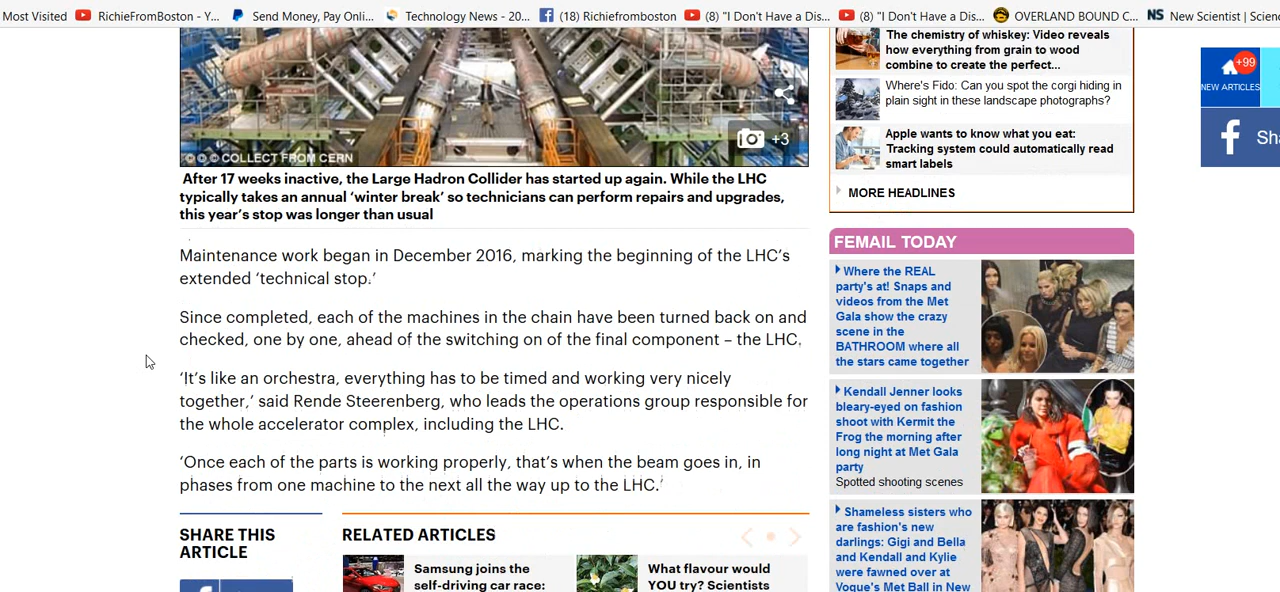 Most Visited
RichieFromBoston - Y...
Send Money, Pay Onli...
Technology News - 20...
(18) Richiefromboston
(8) "I Don't Have a Dis...
(8) "I Don't Have a Dis...
OVERLAND BOUND C...
NS New Scientist | Scienc
COLLECT FROM CERN
+3
After 17 weeks inactive, the Large Hadron Collider has started up again. While the LHC
typically takes an annual ‘winter break’ so technicians can perform repairs and upgrades,
this year’s stop was longer than usual
Maintenance work began in December 2016, marking the beginning of the LHC’s
extended ‘technical stop.’
Since completed, each of the machines in the chain have been turned back on and
checked, one by one, ahead of the switching on of the final component – the LHC.
‘It’s like an orchestra, everything has to be timed and working very nicely
together,’ said Rende Steerenberg, who leads the operations group responsible for
the whole accelerator complex, including the LHC.
‘Once each of the parts is working properly, that’s when the beam goes in, in
phases from one machine to the next all the way up to the LHC.’
SHARE THIS
ARTICLE
RELATED ARTICLES
Samsung joins the
self-driving car race:
What flavour would
YOU try? Scientists
The chemistry of whiskey: Video reveals
how everything from grain to wood
combine to create the perfect...
Where's Fido: Can you spot the corgi hiding in
plain sight in these landscape photographs?
Apple wants to know what you eat:
Tracking system could automatically read
smart labels
MORE HEADLINES
FEMAIL TODAY
Where the REAL
party's at! Snaps and
videos from the Met
Gala show the crazy
scene in the
BATHROOM where all
the stars came together
Kendall Jenner looks
bleary-eyed on fashion
shoot with Kermit the
Frog the morning after
long night at Met Gala
party
Spotted shooting scenes
Shameless sisters who
are fashion's new
darlings: Gigi and Bella
and Kendall and Kylie
were fawned over at
Vogue's Met Ball in New
+99
NEW ARTICLES
f Sha